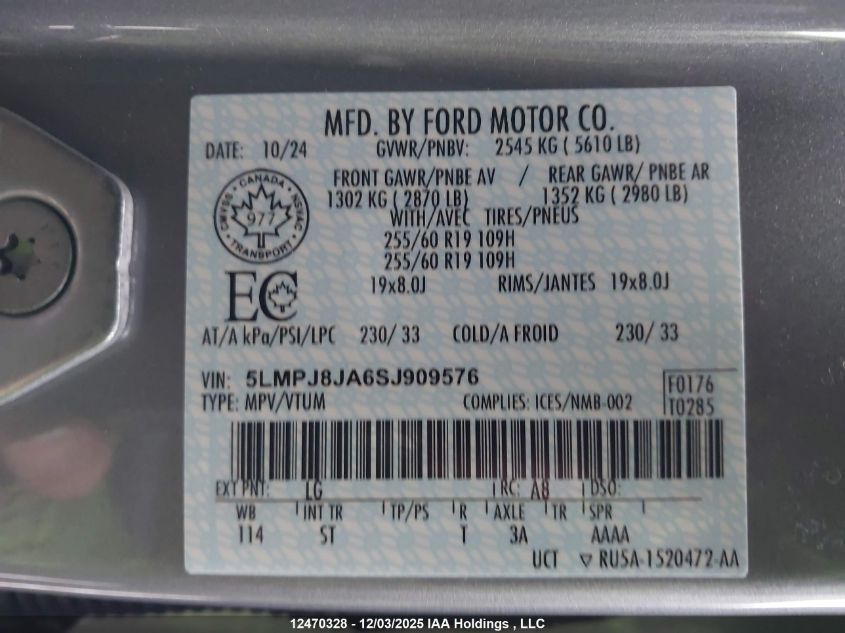 MFD. BY FORD MOTOR CO.
DATE: 10/24 GVWR/PNBV: 2545 KG ( 5610 LB)
FRONT GAWR/PNBE AV / REAR GAWR/ PNBE AR
1302 KG ( 2870 LB) 1352 KG ( 2980 LB)
WITH/AVEC TIRES/PNEUS
255/60 R19 109H
255/60 R19 109H
19x8.0J RIMS/JANTES 19x8.0J
CANADA
977
TRANSPORT
EC
AT/A kPa/PSI/LPC 230/ 33 COLD/A FROID 230/ 33
VIN: 5LMPJ8JA6SJ909576
F0176
TYPE: MPV/VTUM COMPLIES: ICES/NMB-002
T0285
EXT PNT: LG RC: A8 DSO:
WB INT TR TP/PS R AXLE TR SPR
114 ST T 3A AAAA
UCT ▽ RU5A-1520472-AA
12470328 - 12/03/2025 IAA Holdings , LLC